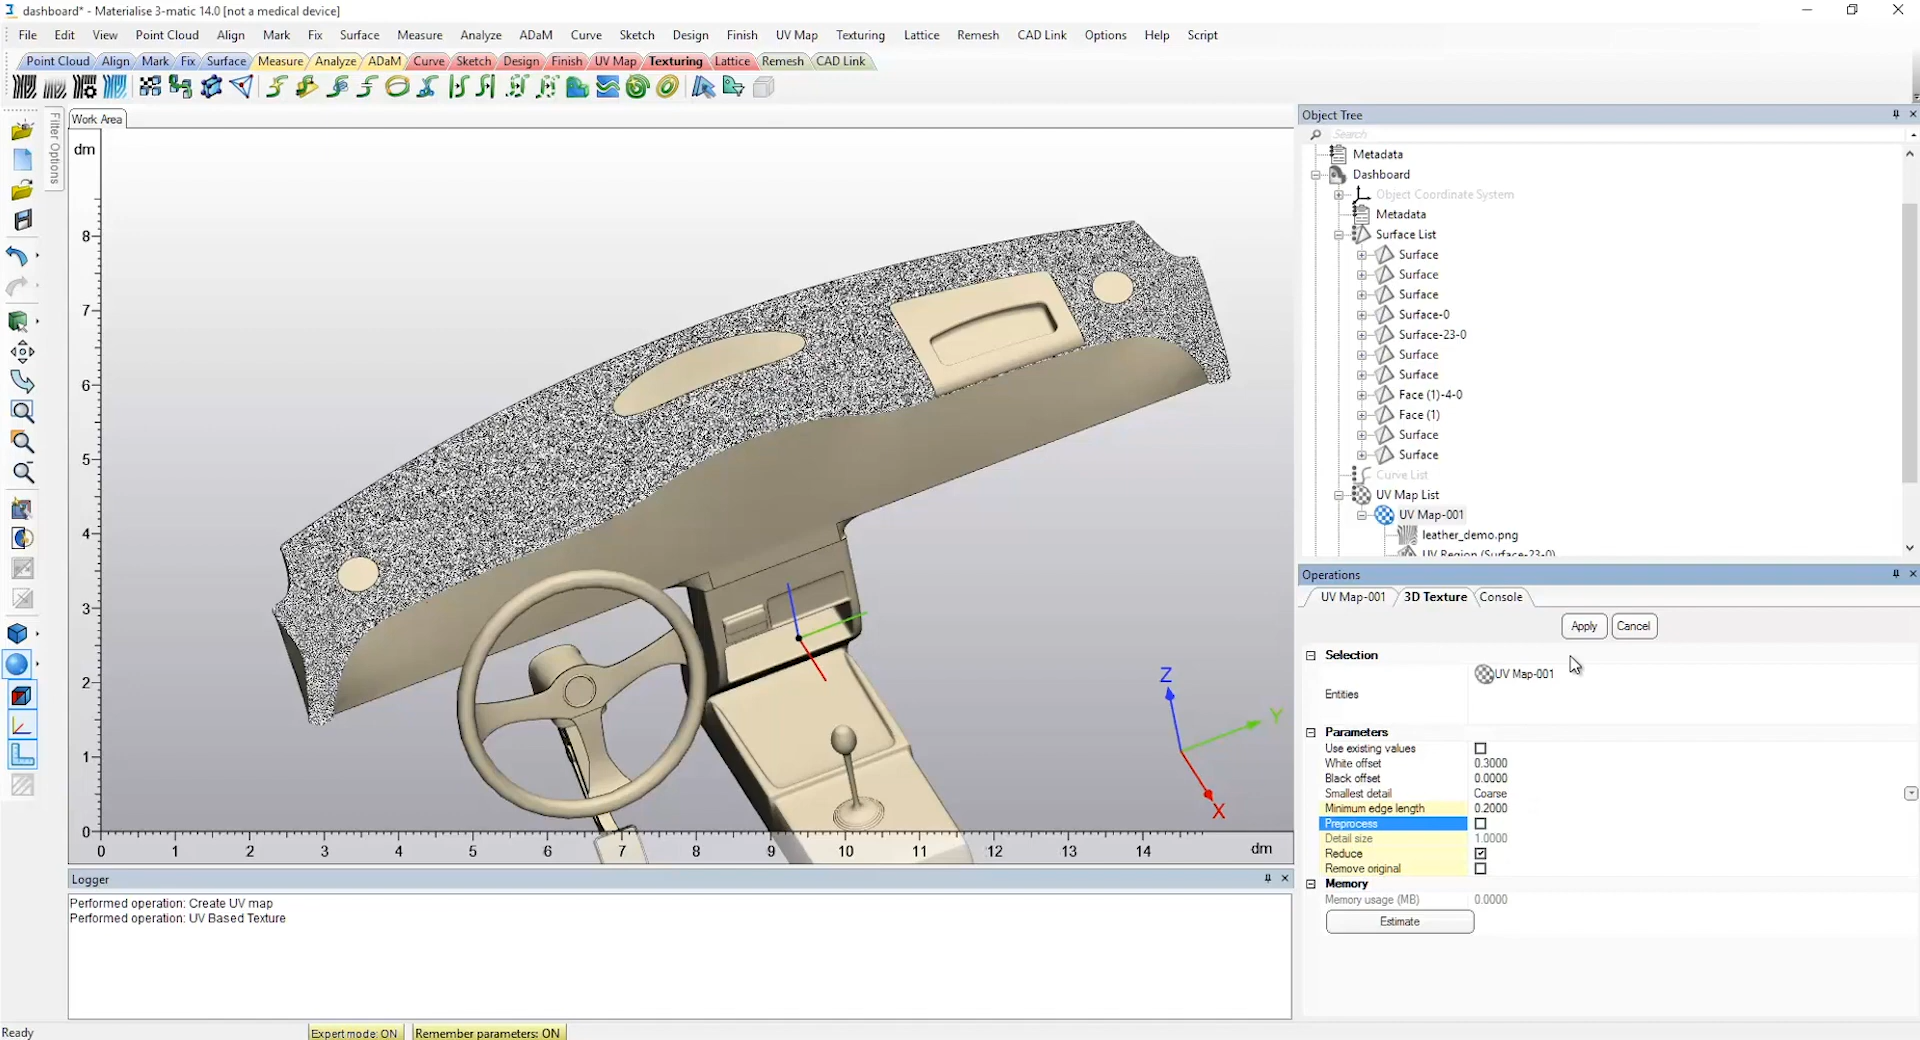 dashboard* - Materialise 3-matic 14.0 [not a medical device]
File Edit View Point Cloud Align Mark Fix Surface Measure Analyze ADaM Curve Sketch Design Finish UV Map Texturing Lattice Remesh CAD Link Options Help Script
Point Cloud Align Mark Fix Surface Measure Analyze ADaM Curve Sketch Design Finish UV Map Texturing Lattice Remesh CAD Link
Filter Options
Work Area
dm
8
7
6
5
4
3
2
1
0
0 1 2 3 4 5 6 7 8 9 10 11 12 13 14 dm
Z
Y
X
Logger
Performed operation: Create UV map
Performed operation: UV Based Texture
Object Tree
Search
Metadata
Dashboard
Object Coordinate System
Metadata
Surface List
Surface
Surface
Surface
Surface-0
Surface-23-0
Surface
Surface
Face (1)-4-0
Face (1)
Surface
Surface
Curve List
UV Map List
UV Map-001
leather_demo.png
UV Region (Surface-23-0)
Operations
UV Map-001 3D Texture Console
Apply Cancel
Selection
Entities UV Map-001
Parameters
Use existing values
White offset 0.3000
Black offset 0.0000
Smallest detail Coarse
Minimum edge length 0.2000
Preprocess
Detail size 1.0000
Reduce
Remove original
Memory
Memory usage (MB) 0.0000
Estimate
Ready Expert mode: ON Remember parameters: ON